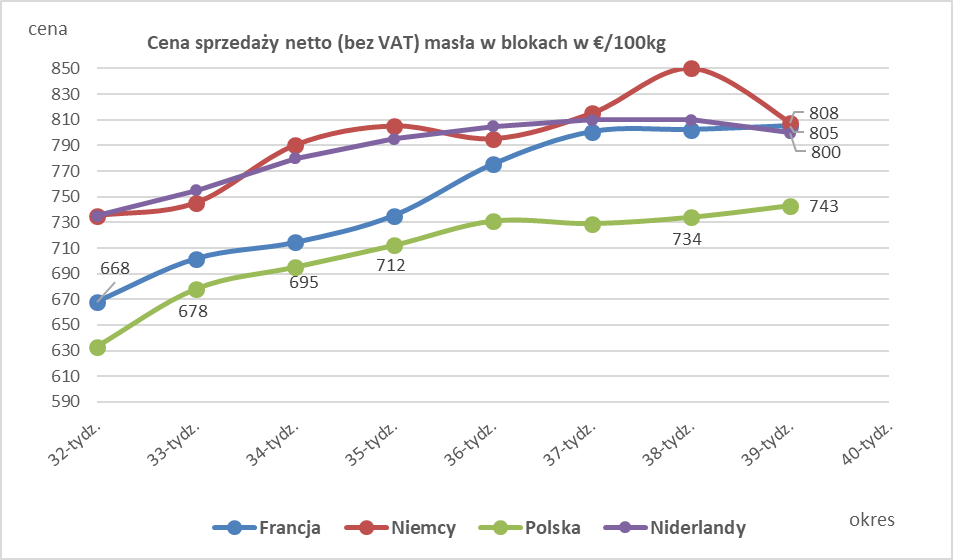 cena
Cena sprzedaży netto (bez VAT) masła w blokach w €/100kg
850
830
810
790
770
750
730
710
690
670
650
630
610
590
668
678
695
712
734
743
808
805
800
32-tydz.
33-tydz.
34-tydz.
35-tydz.
36-tydz.
37-tydz.
38-tydz.
39-tydz.
40-tydz.
Francja Niemcy Polska Niderlandy
okres